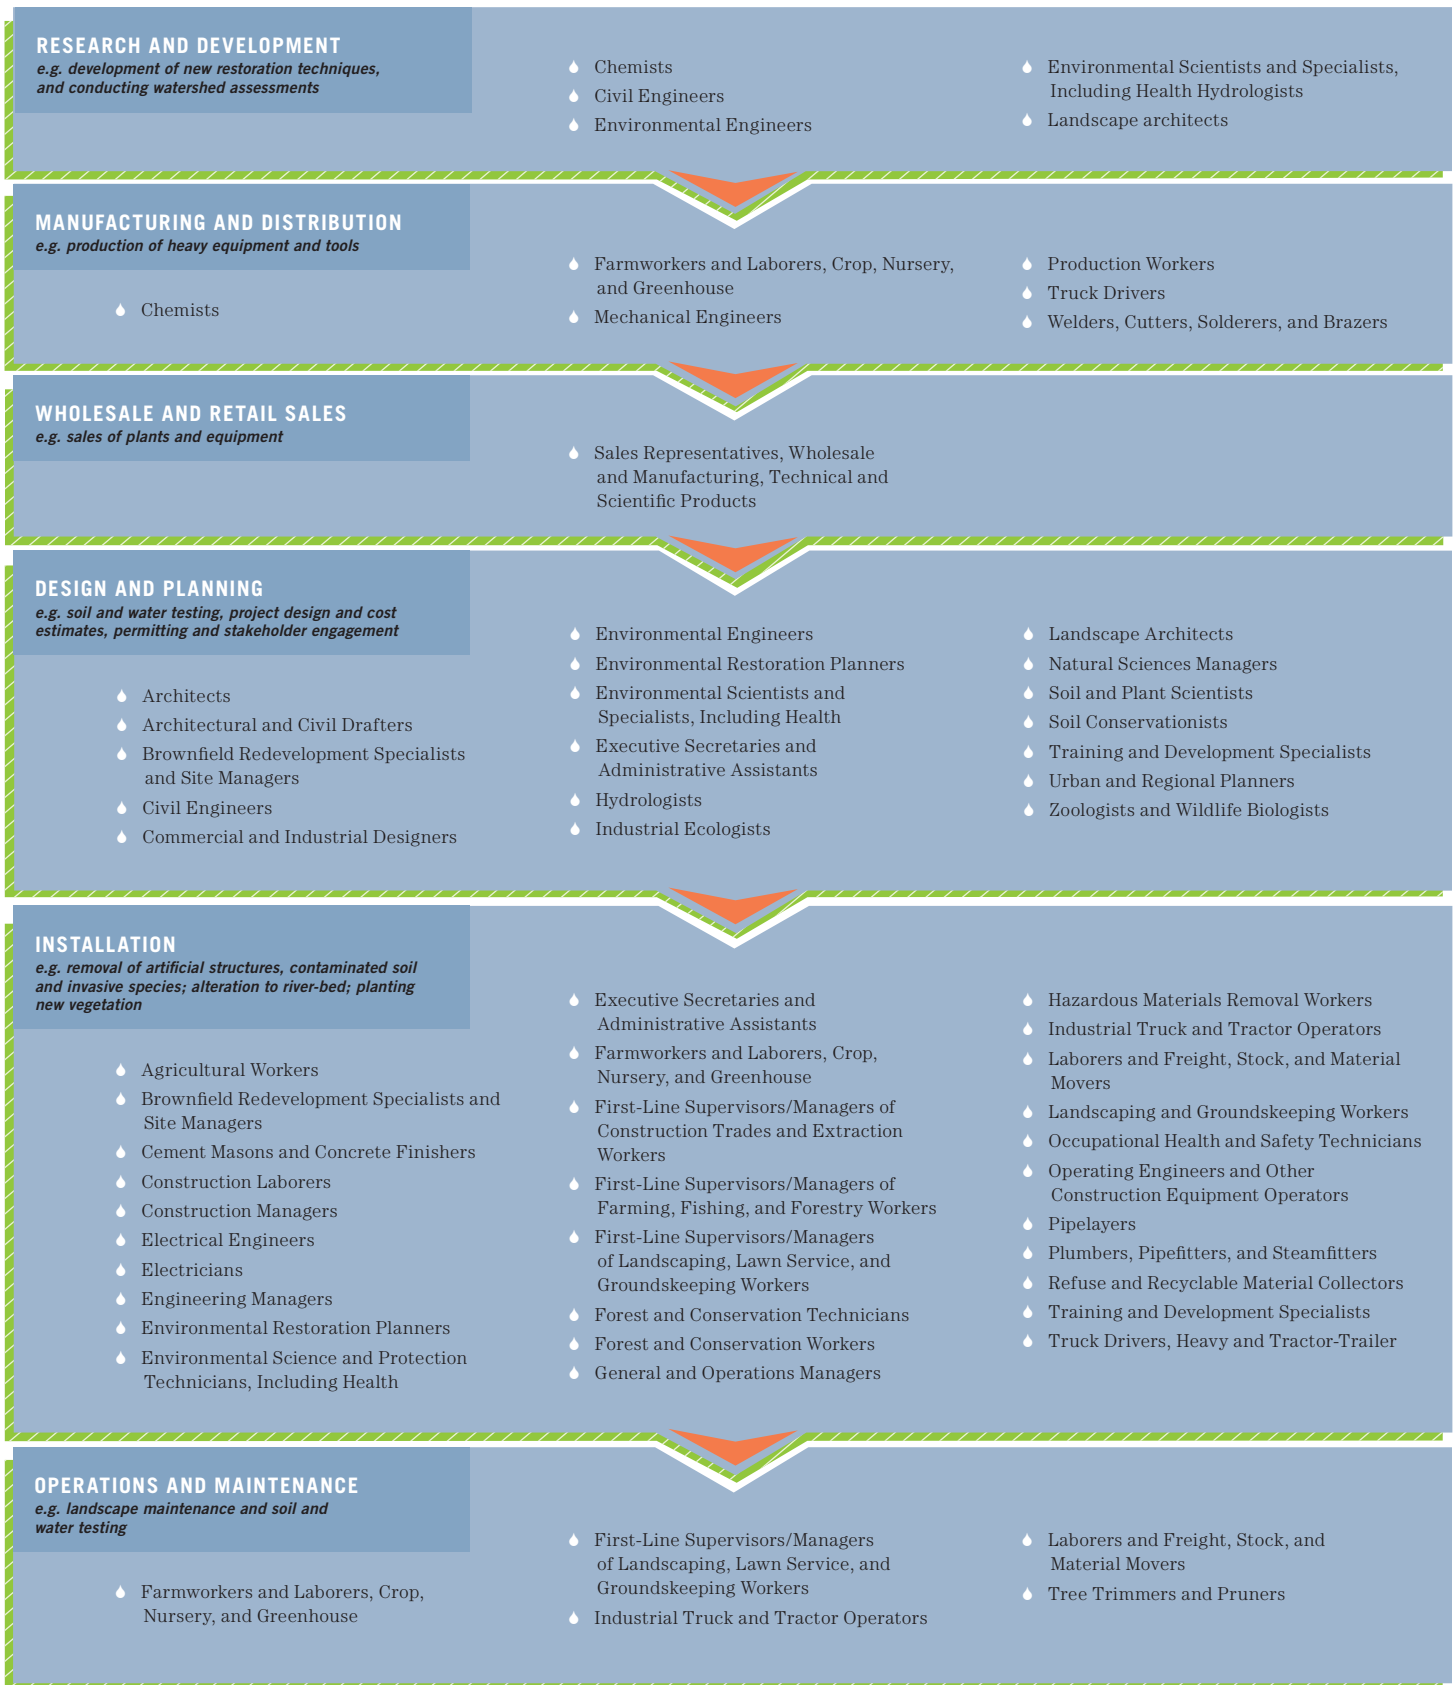 RESEARCH AND DEVELOPMENT
e.g. development of new restoration techniques,
and conducting watershed assessments
Chemists
Civil Engineers
Environmental Engineers
Environmental Scientists and Specialists,
Including Health Hydrologists
Landscape architects
MANUFACTURING AND DISTRIBUTION
e.g. production of heavy equipment and tools
Chemists
Farmworkers and Laborers, Crop, Nursery,
and Greenhouse
Mechanical Engineers
Production Workers
Truck Drivers
Welders, Cutters, Solderers, and Brazers
WHOLESALE AND RETAIL SALES
e.g. sales of plants and equipment
Sales Representatives, Wholesale
and Manufacturing, Technical and
Scientific Products
DESIGN AND PLANNING
e.g. soil and water testing, project design and cost
estimates, permitting and stakeholder engagement
Architects
Architectural and Civil Drafters
Brownfield Redevelopment Specialists
and Site Managers
Civil Engineers
Commercial and Industrial Designers
Environmental Engineers
Environmental Restoration Planners
Environmental Scientists and
Specialists, Including Health
Executive Secretaries and
Administrative Assistants
Hydrologists
Industrial Ecologists
Landscape Architects
Natural Sciences Managers
Soil and Plant Scientists
Soil Conservationists
Training and Development Specialists
Urban and Regional Planners
Zoologists and Wildlife Biologists
INSTALLATION
e.g. removal of artificial structures, contaminated soil
and invasive species; alteration to river-bed; planting
new vegetation
Agricultural Workers
Brownfield Redevelopment Specialists and
Site Managers
Cement Masons and Concrete Finishers
Construction Laborers
Construction Managers
Electrical Engineers
Electricians
Engineering Managers
Environmental Restoration Planners
Environmental Science and Protection
Technicians, Including Health
Executive Secretaries and
Administrative Assistants
Farmworkers and Laborers, Crop,
Nursery, and Greenhouse
First-Line Supervisors/Managers of
Construction Trades and Extraction
Workers
First-Line Supervisors/Managers of
Farming, Fishing, and Forestry Workers
First-Line Supervisors/Managers
of Landscaping, Lawn Service, and
Groundskeeping Workers
Forest and Conservation Technicians
Forest and Conservation Workers
General and Operations Managers
Hazardous Materials Removal Workers
Industrial Truck and Tractor Operators
Laborers and Freight, Stock, and Material
Movers
Landscaping and Groundskeeping Workers
Occupational Health and Safety Technicians
Operating Engineers and Other
Construction Equipment Operators
Pipelayers
Plumbers, Pipefitters, and Steamfitters
Refuse and Recyclable Material Collectors
Training and Development Specialists
Truck Drivers, Heavy and Tractor-Trailer
OPERATIONS AND MAINTENANCE
e.g. landscape maintenance and soil and
water testing
Farmworkers and Laborers, Crop,
Nursery, and Greenhouse
First-Line Supervisors/Managers
of Landscaping, Lawn Service, and
Groundskeeping Workers
Industrial Truck and Tractor Operators
Laborers and Freight, Stock, and
Material Movers
Tree Trimmers and Pruners